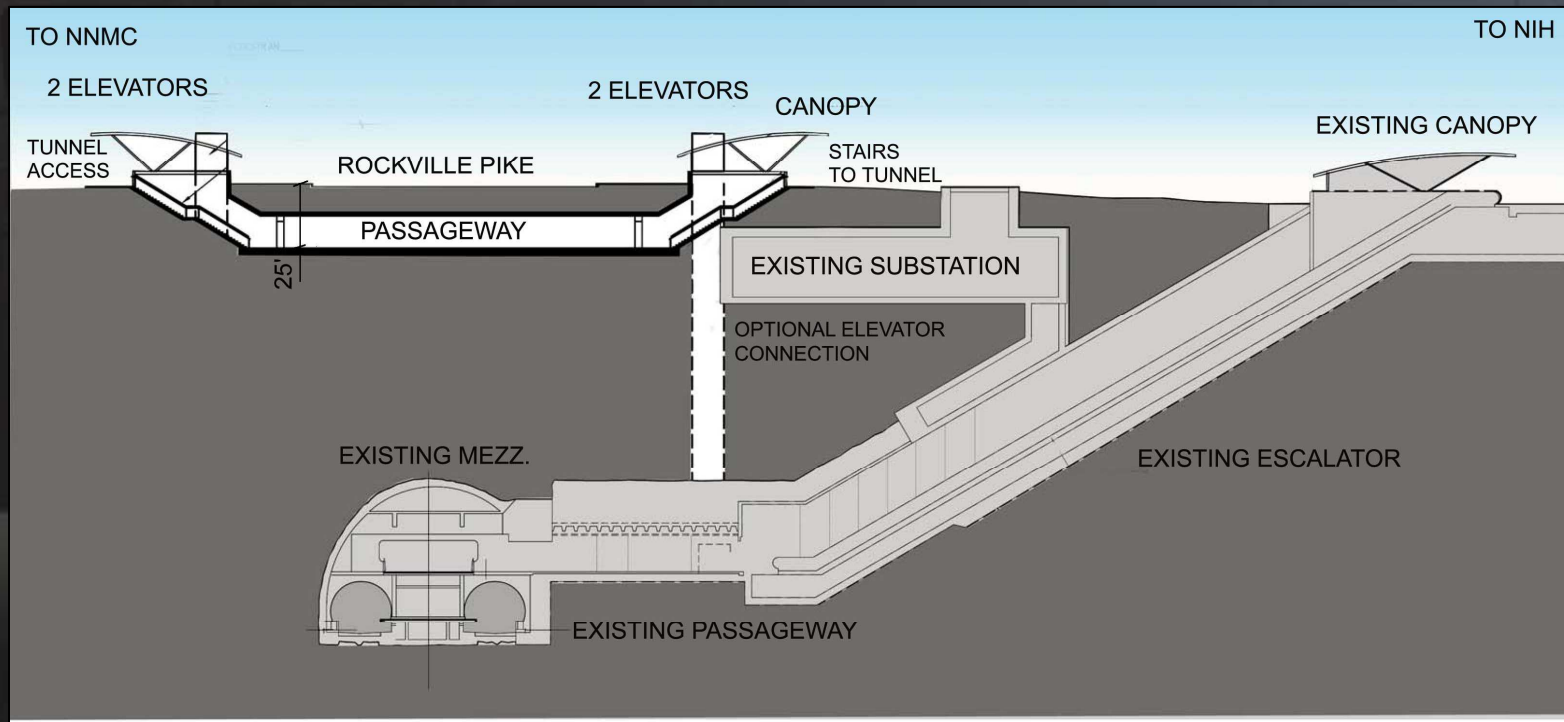 TO NNMC
TO NIH
2 ELEVATORS
2 ELEVATORS
CANOPY
EXISTING CANOPY
TUNNEL
ACCESS
ROCKVILLE PIKE
STAIRS
TO TUNNEL
PASSAGEWAY
25'
EXISTING SUBSTATION
OPTIONAL ELEVATOR
CONNECTION
EXISTING MEZZ.
EXISTING ESCALATOR
EXISTING PASSAGEWAY